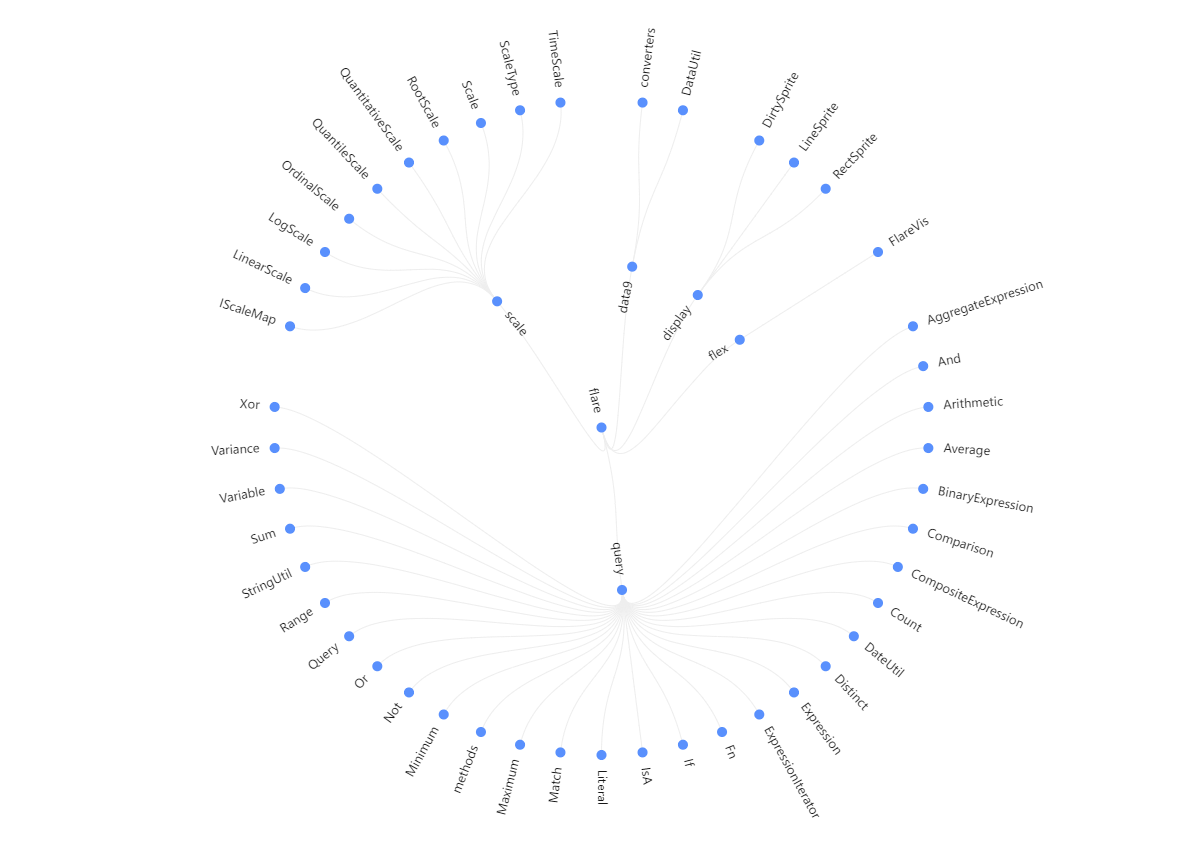 flare
converters
DataUtil
data9
DirtySprite
LineSprite
RectSprite
display
FlareVis
flex
AggregateExpression
And
Arithmetic
Average
BinaryExpression
Comparison
CompositeExpression
Count
DateUtil
Distinct
Expression
ExpressionIterator
Fn
If
IsA
Literal
Match
Maximum
methods
Minimum
Not
Or
Query
Range
StringUtil
Sum
Variable
Variance
Xor
query
IScaleMap
LinearScale
LogScale
OrdinalScale
QuantileScale
QuantitativeScale
RootScale
Scale
ScaleType
TimeScale
scale